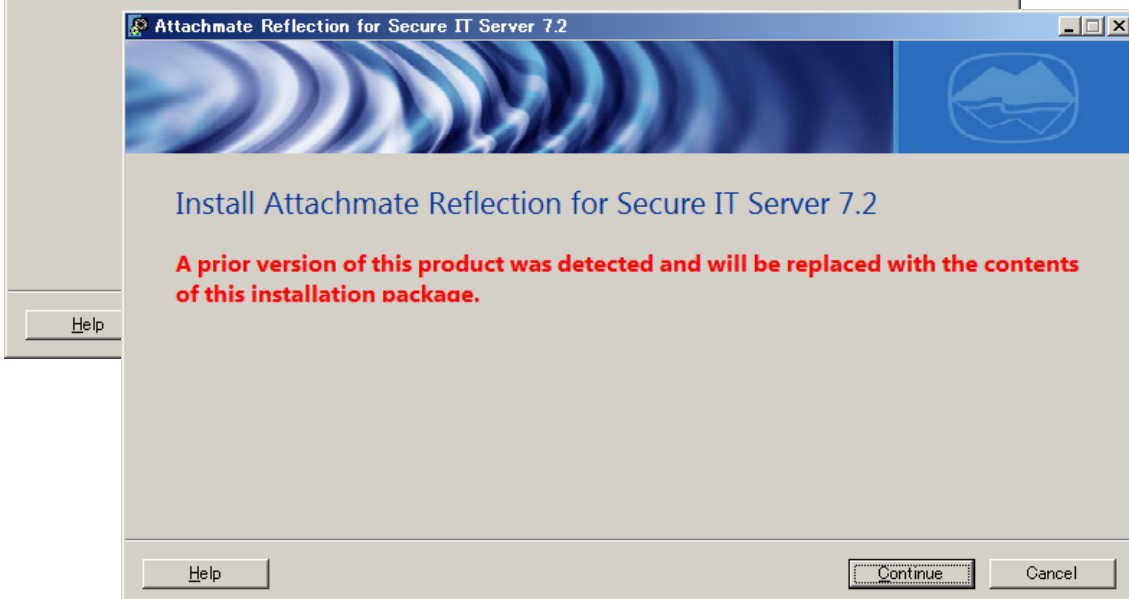 Attachmate Reflection for Secure IT Server 7.2
Install Attachmate Reflection for Secure IT Server 7.2
A prior version of this product was detected and will be replaced with the contents
of this installation package.
Help
Help
Continue
Cancel